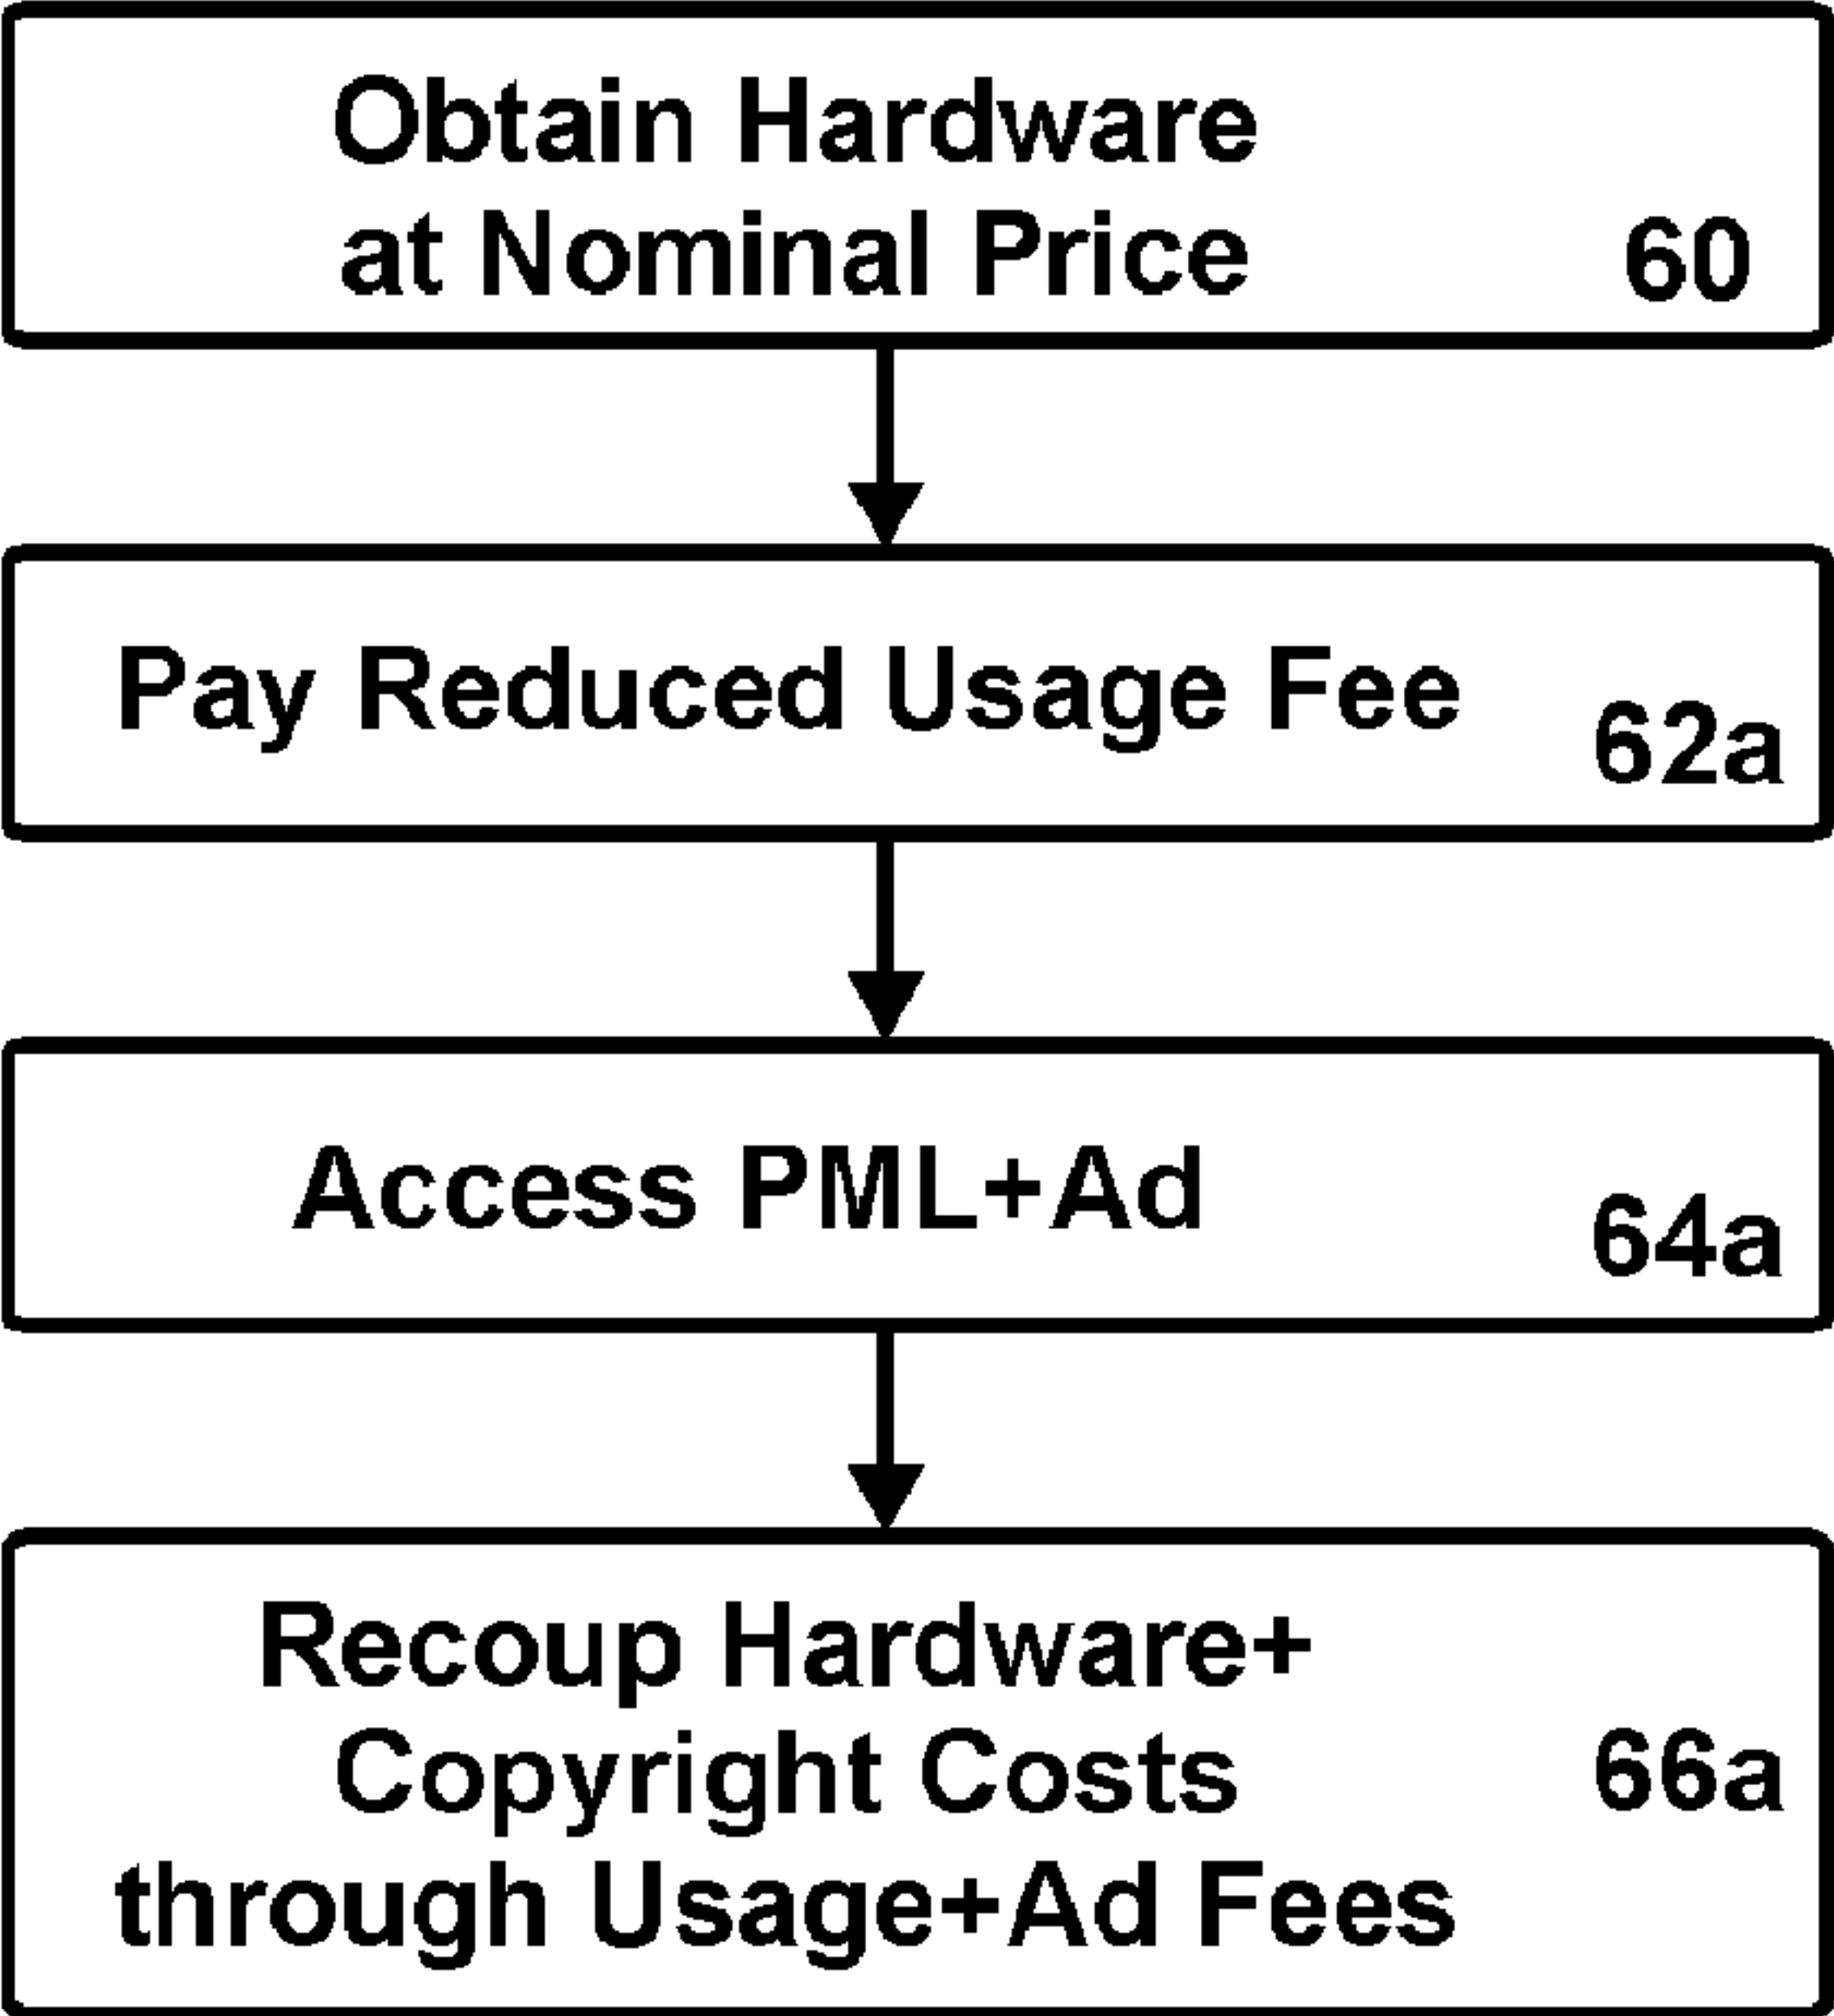 Obtain Hardware
at Nominal Price
60
Pay Reduced Usage Fee
62a
Access PML+Ad
64a
Recoup Hardware+
Copyright Costs
66a
through Usage+Ad Fees